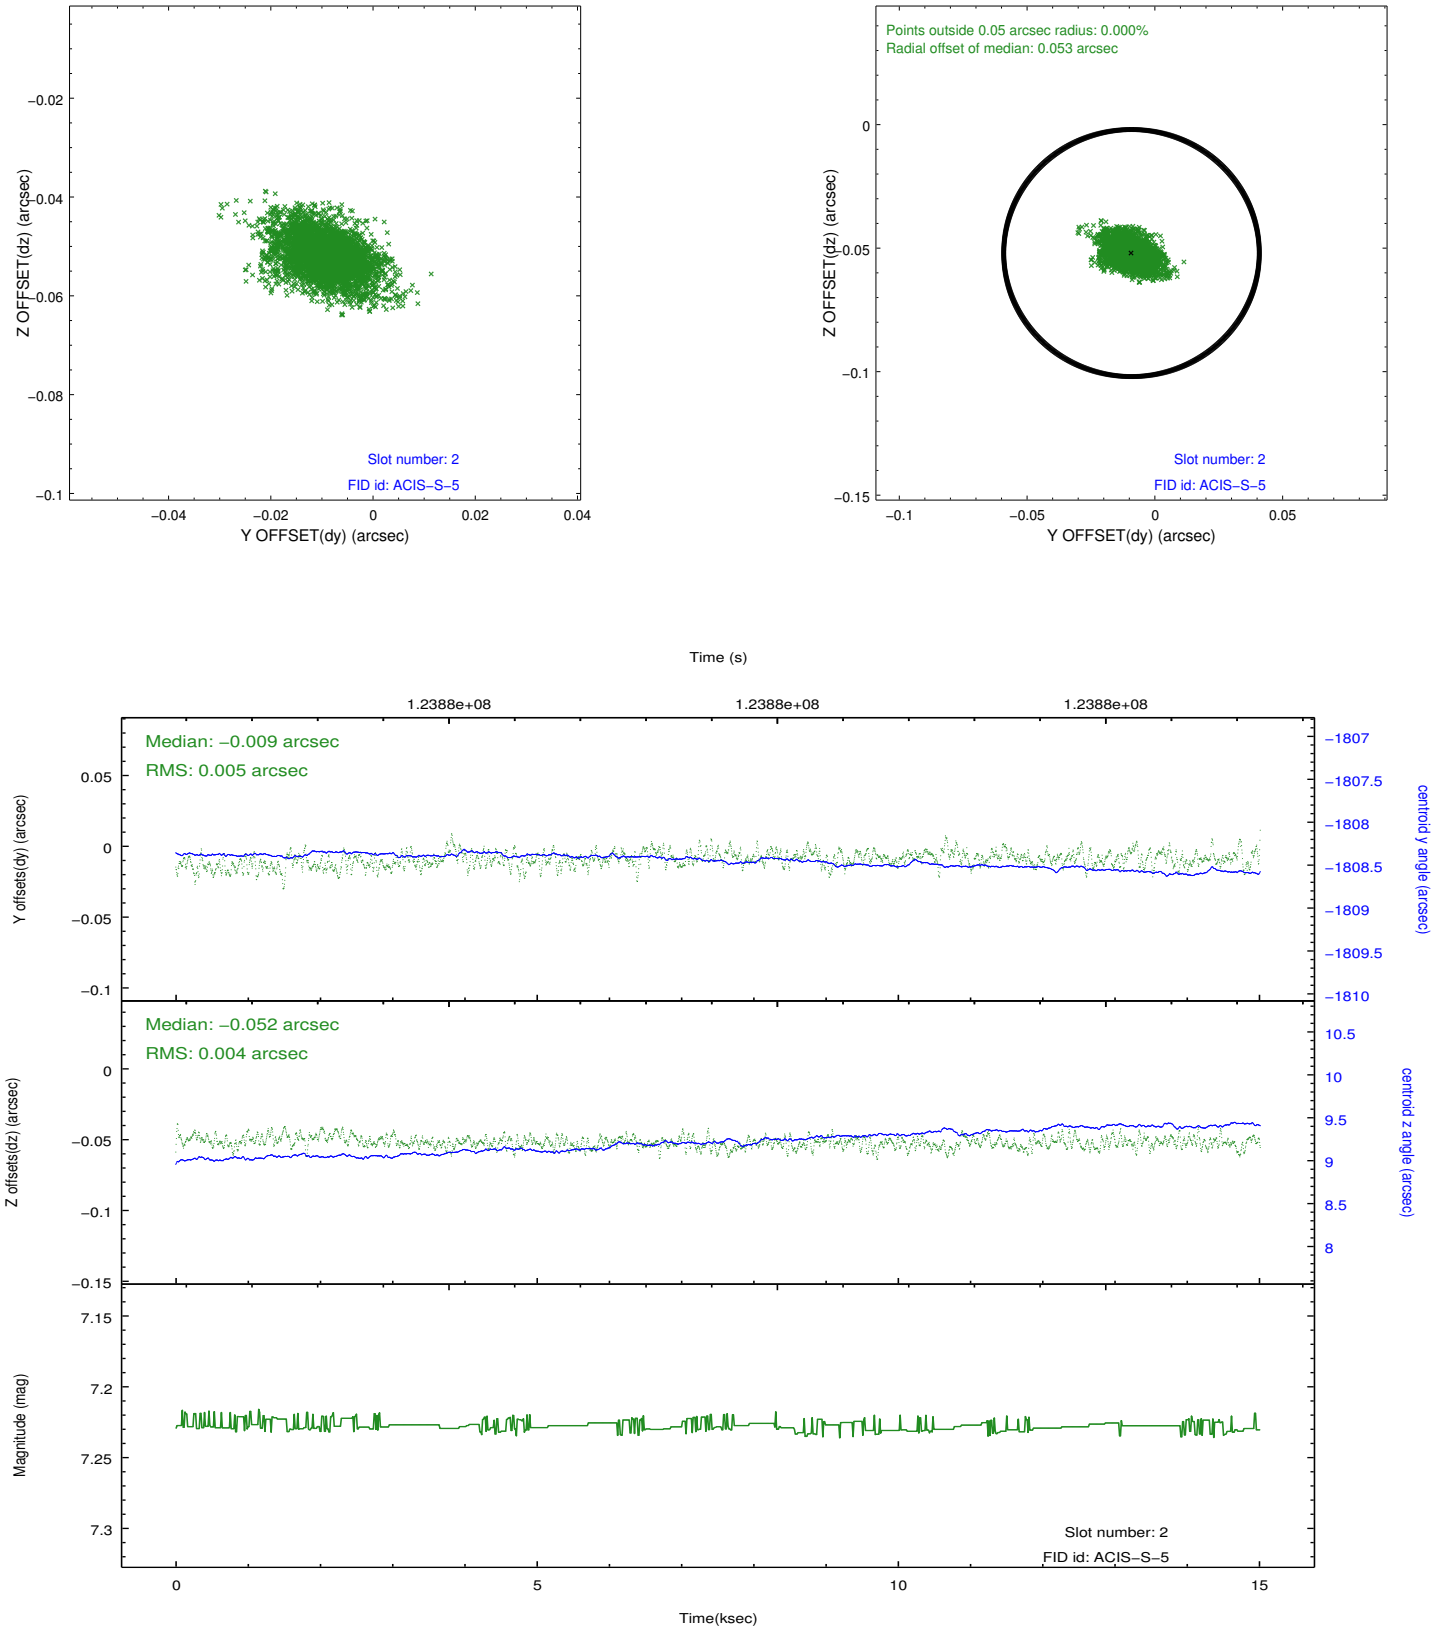 −0.02
−0.04
−0.06
−0.08
−0.1
Z OFFSET(dz) (arcsec)
Slot number: 2
FID id: ACIS−S−5
−0.04
−0.02
0
0.02
0.04
Y OFFSET(dy) (arcsec)
Points outside 0.05 arcsec radius: 0.000%
Radial offset of median: 0.053 arcsec
0
−0.05
−0.1
−0.15
Z OFFSET(dz) (arcsec)
Slot number: 2
FID id: ACIS−S−5
−0.1
−0.05
0
0.05
Y OFFSET(dy) (arcsec)
Time (s)
1.2388e+08
1.2388e+08
1.2388e+08
Median: −0.009 arcsec
RMS: 0.005 arcsec
0.05
0
−0.05
−0.1
Y offsets(dy) (arcsec)
−1807
−1807.5
−1808
−1808.5
−1809
−1809.5
−1810
centroid y angle (arcsec)
Median: −0.052 arcsec
RMS: 0.004 arcsec
0
−0.05
−0.1
−0.15
Z offsets(dz) (arcsec)
10.5
10
9.5
9
8.5
8
centroid z angle (arcsec)
7.15
7.2
7.25
7.3
Magnitude (mag)
Slot number: 2
FID id: ACIS−S−5
0
5
10
15
Time(ksec)